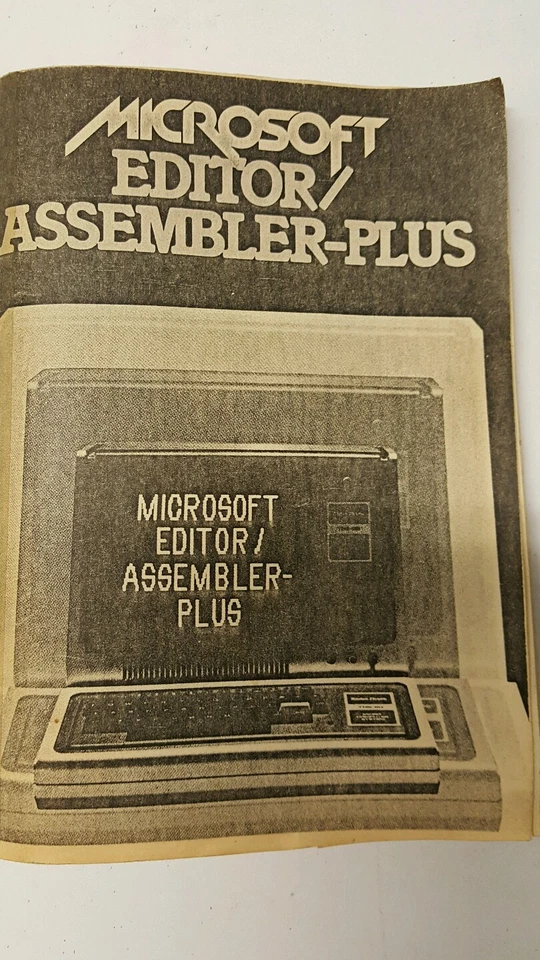 MICROSOFT
EDITOR/
ASSEMBLER-PLUS
MICROSOFT
EDITOR/
ASSEMBLER-
PLUS